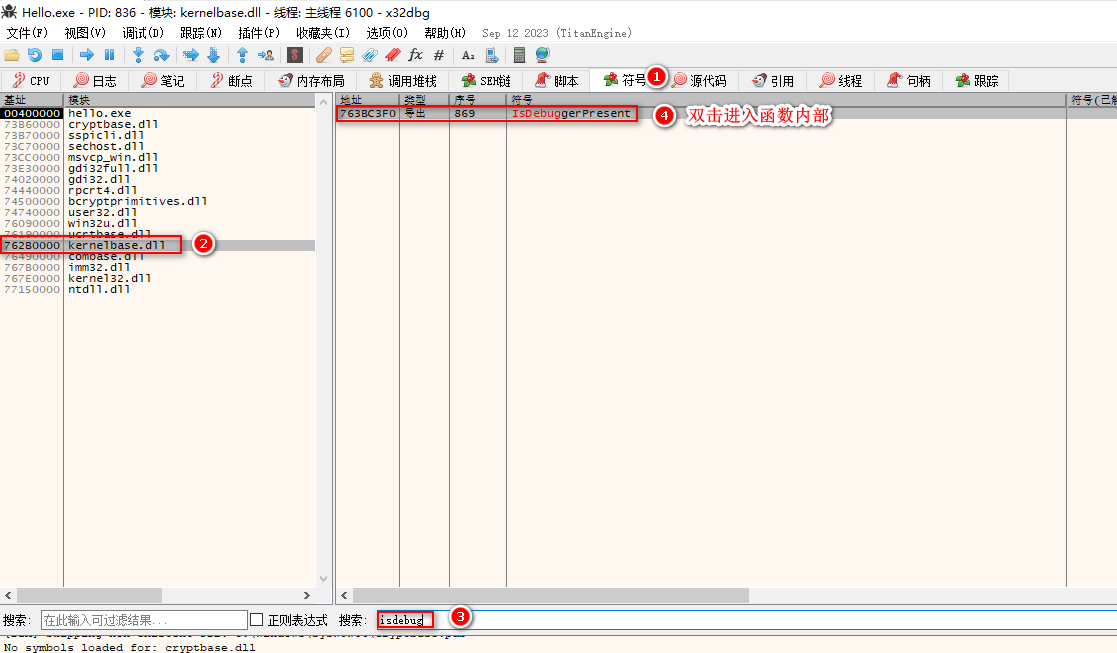 Hello.exe - PID: 836 - 模块: kernelbase.dll - 线程: 主线程 6100 - x32dbg
文件(F) 视图(V) 调试(D) 跟踪(N) 插件(P) 收藏夹(I) 选项(O) 帮助(H) Sep 12 2023 (TitanEngine)
CPU 日志 笔记 断点 内存布局 调用堆栈 SEH链 脚本 符号 1 源代码 引用 线程 句柄 跟踪
基址 模块 地址 类型 序号 符号 符号(已解
00400000 hello.exe 763BC3F0 导出 869 IsDebuggerPresent 4 双击进入函数内部
73B60000 cryptbase.dll
73B70000 sspicli.dll
73C70000 sechost.dll
73CC0000 msvcp_win.dll
73E30000 gdi32full.dll
74020000 gdi32.dll
74440000 rpcrt4.dll
74500000 bcryptprimitives.dll
74740000 user32.dll
76090000 win32u.dll
76190000 ucrtbase.dll
762B0000 kernelbase.dll 2
76490000 combase.dll
767B0000 imm32.dll
767E0000 kernel32.dll
77150000 ntdll.dll
搜索: 在此输入可过滤结果... 正则表达式 搜索: isdebug 3
No symbols loaded for: cryptbase.dll